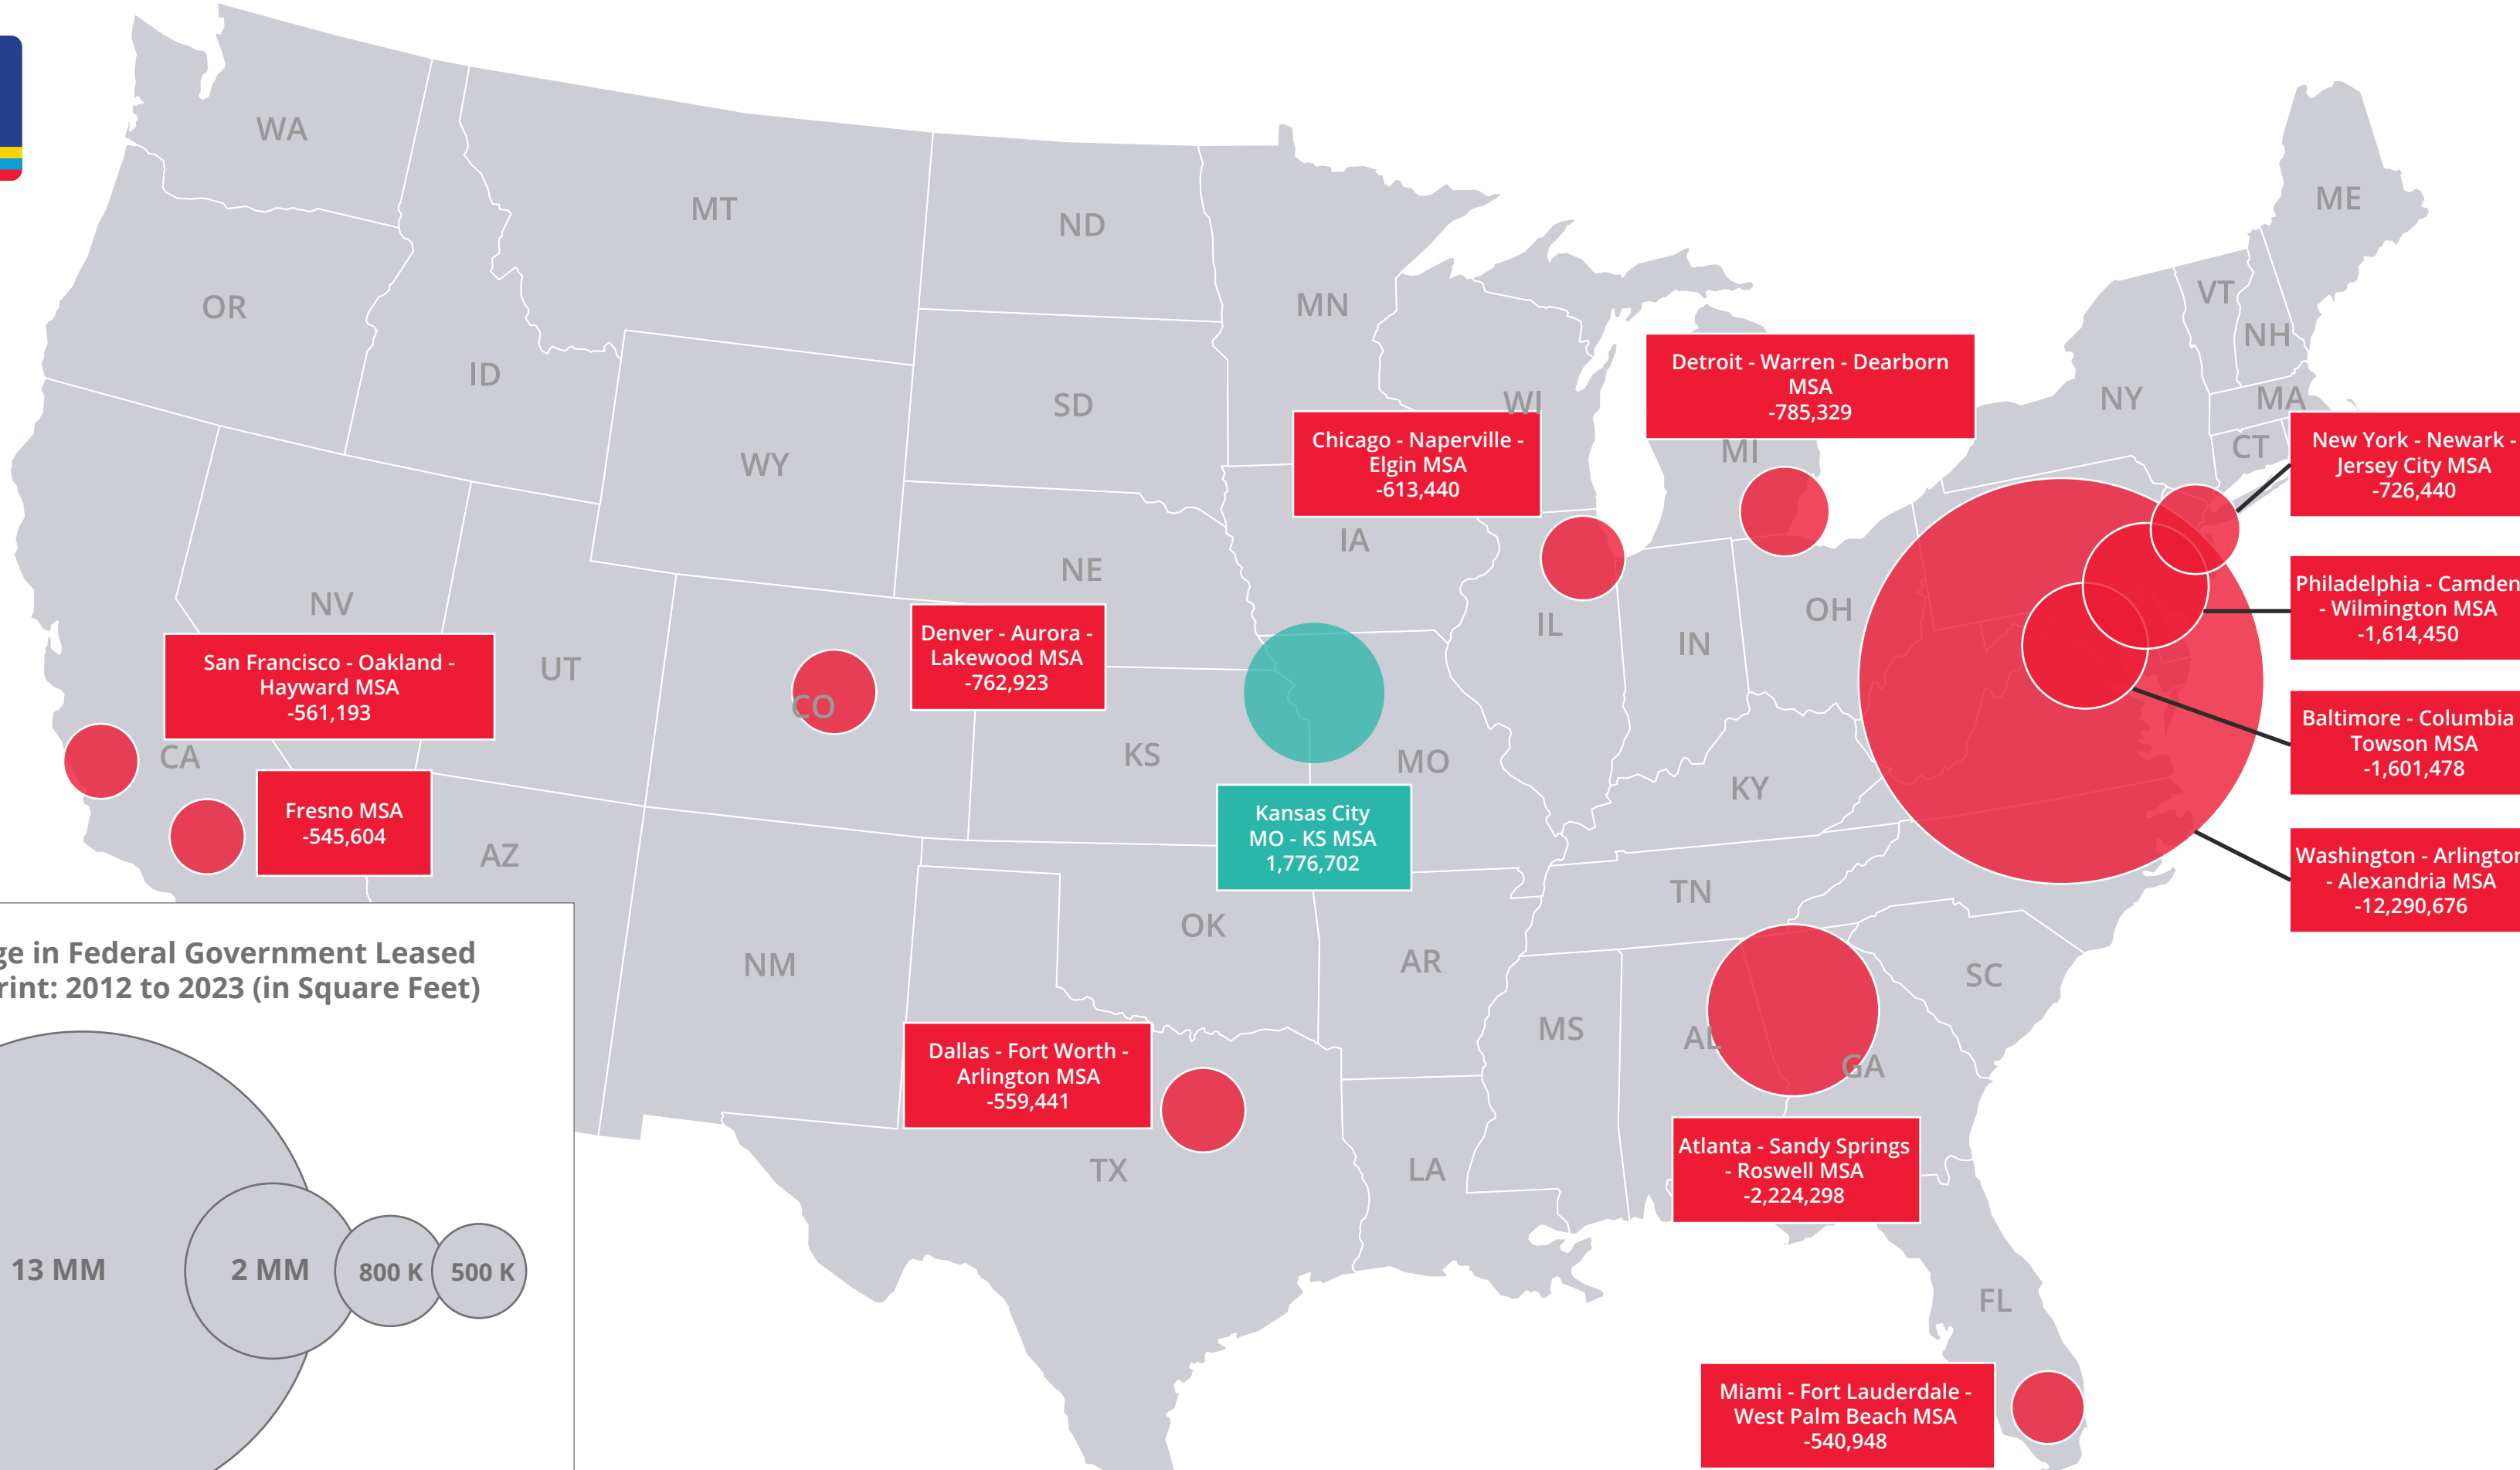 WA
MT
ND
ME
OR
MN
VT
NH
ID
SD
WI
NY
MA
WY
MI
CT
IA
NE
NV
IL
OH
IN
UT
CO
CA
KS
MO
KY
AZ
TN
OK
NM
AR
SC
MS
AL
GA
TX
LA
FL
Detroit - Warren - Dearborn
MSA
-785,329
Chicago - Naperville -
Elgin MSA
-613,440
New York - Newark -
Jersey City MSA
-726,440
Philadelphia - Camden
- Wilmington MSA
-1,614,450
Baltimore - Columbia
Towson MSA
-1,601,478
Washington - Arlington
- Alexandria MSA
-12,290,676
San Francisco - Oakland -
Hayward MSA
-561,193
Denver - Aurora -
Lakewood MSA
-762,923
Fresno MSA
-545,604
Kansas City
MO - KS MSA
1,776,702
Dallas - Fort Worth -
Arlington MSA
-559,441
Atlanta - Sandy Springs
- Roswell MSA
-2,224,298
Miami - Fort Lauderdale -
West Palm Beach MSA
-540,948
ge in Federal Government Leased
rint: 2012 to 2023 (in Square Feet)
13 MM
2 MM
800 K
500 K